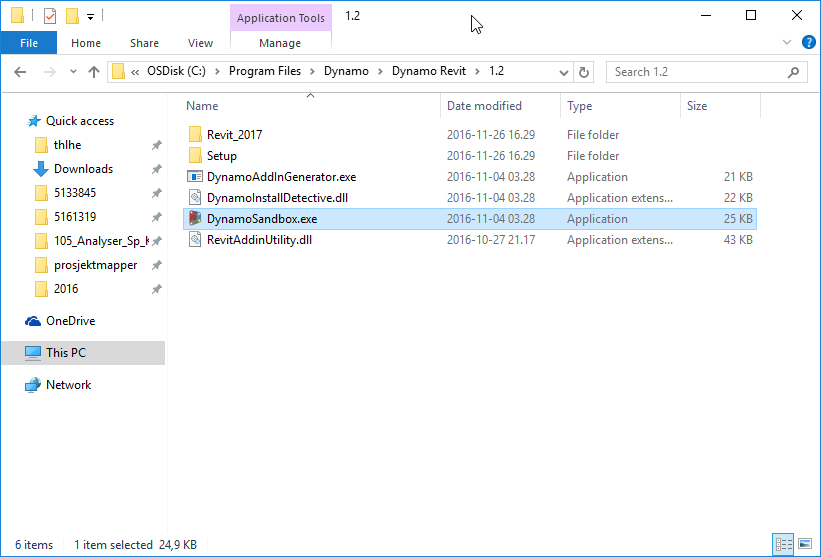 Application Tools 1.2
File Home Share View Manage
« OSDisk (C:) > Program Files > Dynamo > Dynamo Revit > 1.2 Search 1.2
Name Date modified Type Size
Quick access
thlhe
Downloads
5133845
5161319
105_Analyser_Sp_K
prosjektmapper
2016
OneDrive
This PC
Network
Revit_2017 2016-11-26 16.29 File folder
Setup 2016-11-26 16.29 File folder
DynamoAddInGenerator.exe 2016-11-04 03.28 Application 21 KB
DynamoInstallDetective.dll 2016-11-04 03.28 Application extens... 22 KB
DynamoSandbox.exe 2016-11-04 03.28 Application 25 KB
RevitAddinUtility.dll 2016-10-27 21.17 Application extens... 43 KB
6 items 1 item selected 24,9 KB